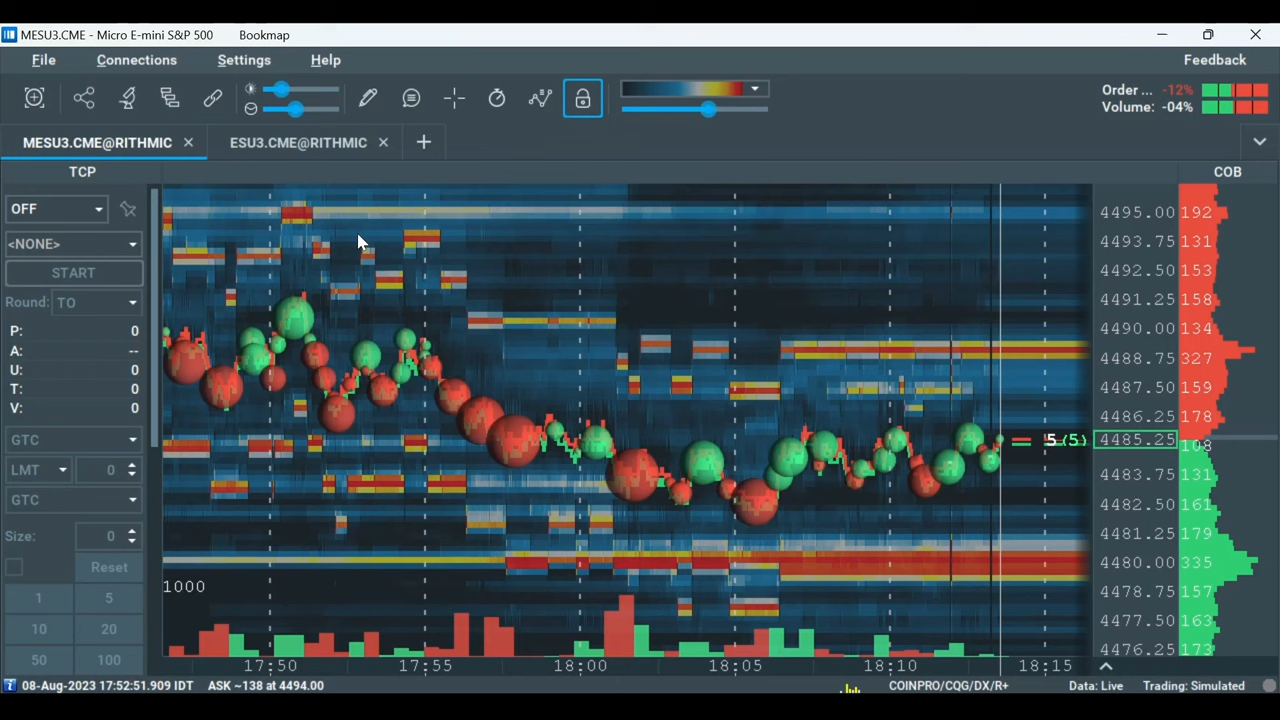 MESU3.CME - Micro E-mini S&P 500 Bookmap
File Connections Settings Help Feedback
Order ... -12%
Volume: -04%
MESU3.CME@RITHMIC ESU3.CME@RITHMIC
TCP COB
OFF
<NONE>
START
Round: TO
P: 0
A: --
U: 0
T: 0
V: 0
GTC
LMT 0
GTC
Size: 0
Reset
1 5
10 20
50 100
1000
5 (5)
4495.00 192
4493.75 131
4492.50 153
4491.25 158
4490.00 134
4488.75 327
4487.50 159
4486.25 178
4485.25 108
4483.75 131
4482.50 161
4481.25 179
4480.00 335
4478.75 157
4477.50 163
4476.25 173
17:50 17:55 18:00 18:05 18:10 18:15
08-Aug-2023 17:52:51.909 IDT ASK ~138 at 4494.00 COINPRO/CQG/DX/R+ Data: Live Trading: Simulated